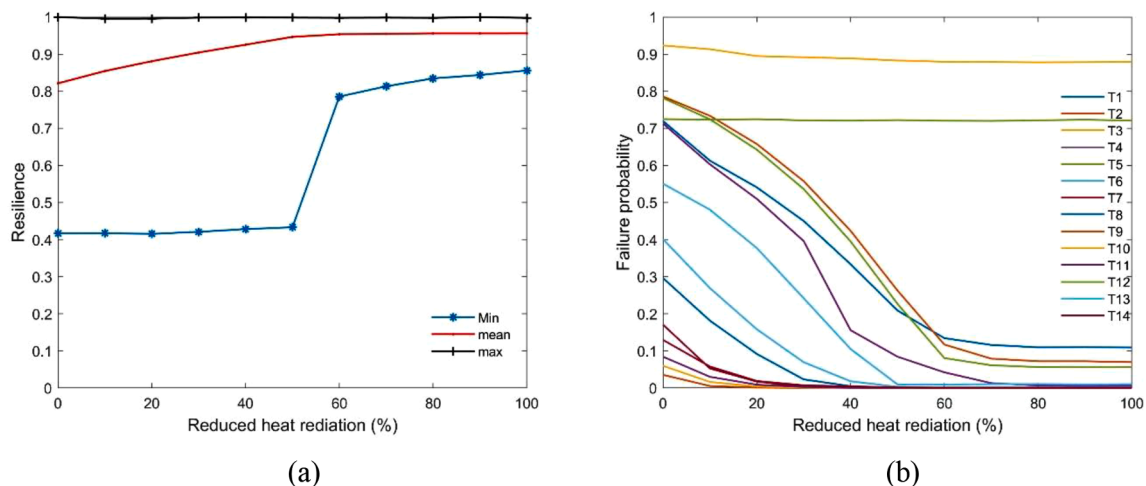 1
0.9
0.8
0.7
0.6
0.5
0.4
0.3
0.2
0.1
0
Resilience
Min
mean
max
0 20 40 60 80 100
Reduced heat rediation (%)
(a)
1
0.9
0.8
0.7
0.6
0.5
0.4
0.3
0.2
0.1
0
Failure probability
T1
T2
T3
T4
T5
T6
T7
T8
T9
T10
T11
T12
T13
T14
0 20 40 60 80 100
Reduced heat rediation (%)
(b)